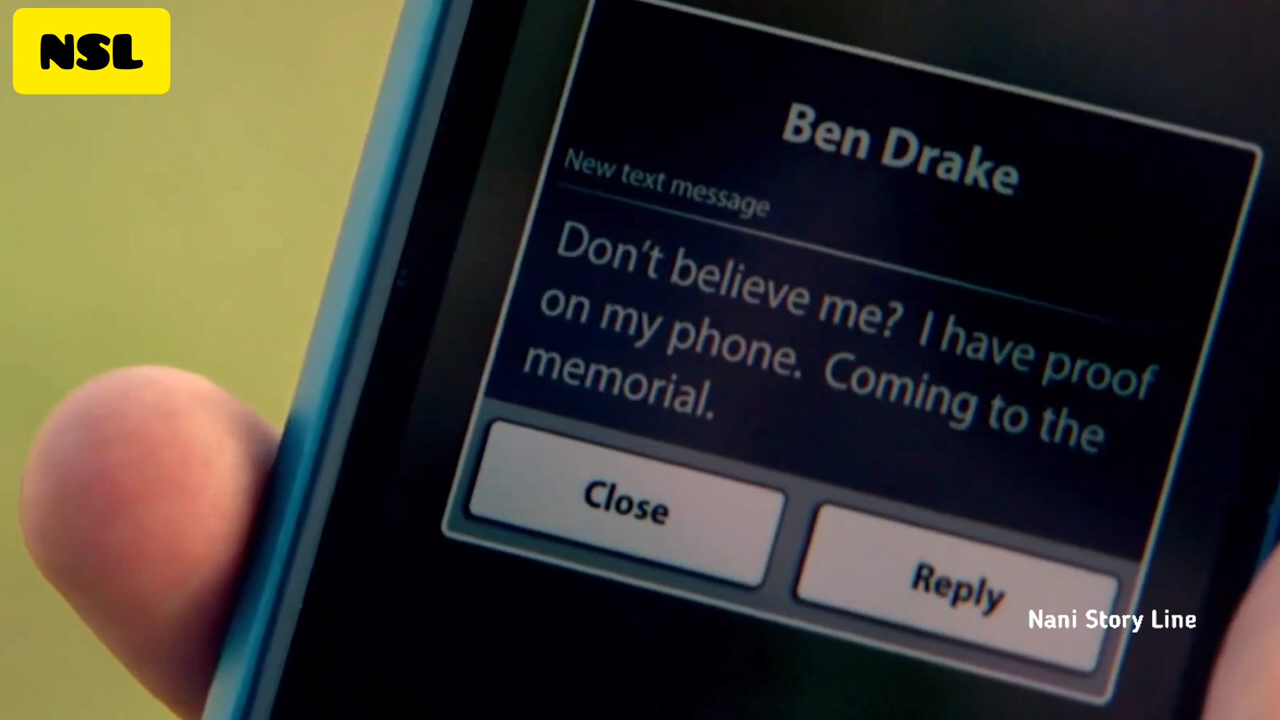 NSL
Ben Drake
New text message
Don't believe me? I have proof
on my phone. Coming to the
memorial.
Close
Reply
Nani Story Line